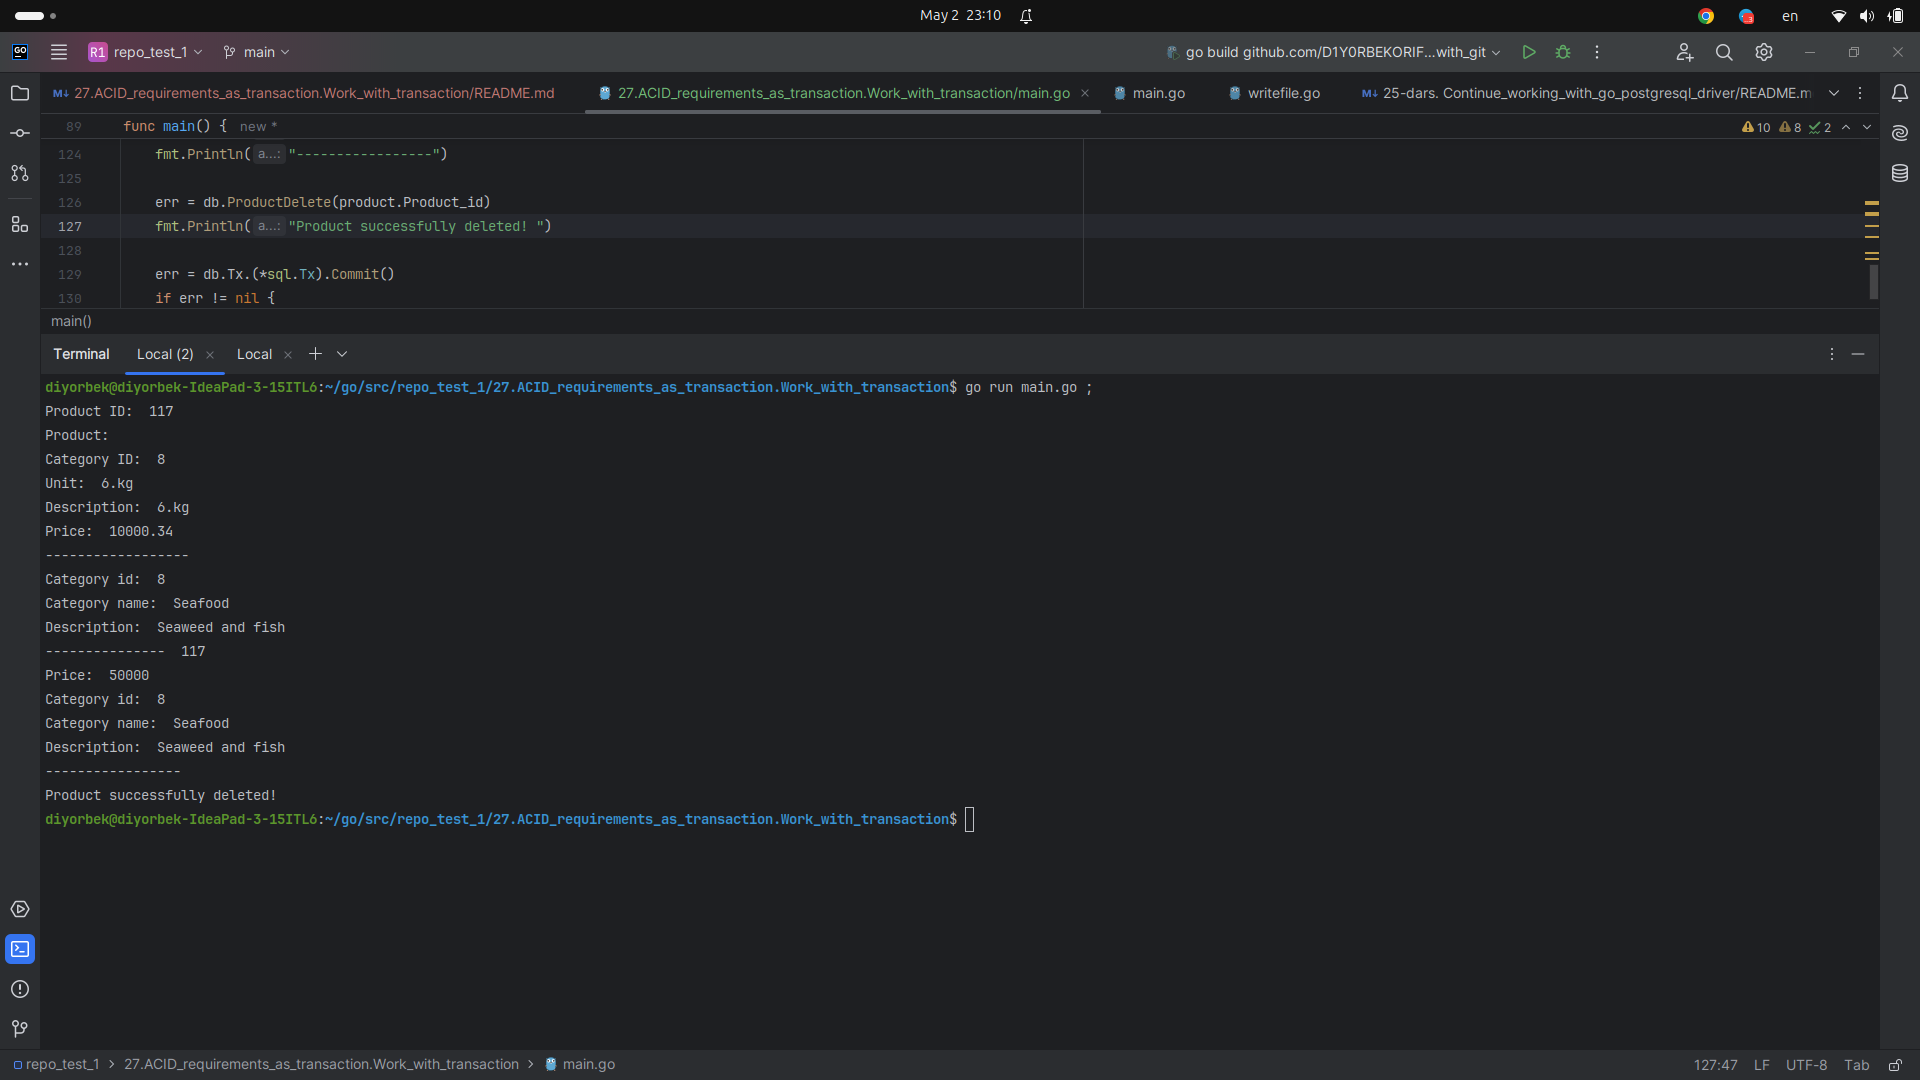 May 2 23:10
en
GO
R1 repo_test_1
main
go build github.com/D1Y0RBEKORIF...with_git
27.ACID_requirements_as_transaction.Work_with_transaction/README.md
27.ACID_requirements_as_transaction.Work_with_transaction/main.go
main.go
writefile.go
25-dars. Continue_working_with_go_postgresql_driver/README.m
89 func main() { new *
10 8 2
124 fmt.Println( a...: "-----------------")
125
126 err = db.ProductDelete(product.Product_id)
127 fmt.Println( a...: "Product successfully deleted! ")
128
129 err = db.Tx.(*sql.Tx).Commit()
130 if err != nil {
main()
Terminal Local (2) Local
diyorbek@diyorbek-IdeaPad-3-15ITL6:~/go/src/repo_test_1/27.ACID_requirements_as_transaction.Work_with_transaction$ go run main.go ;
Product ID:  117
Product:
Category ID:  8
Unit:  6.kg
Description:  6.kg
Price:  10000.34
------------------
Category id:  8
Category name:  Seafood
Description:  Seaweed and fish
---------------  117
Price:  50000
Category id:  8
Category name:  Seafood
Description:  Seaweed and fish
-----------------
Product successfully deleted!
diyorbek@diyorbek-IdeaPad-3-15ITL6:~/go/src/repo_test_1/27.ACID_requirements_as_transaction.Work_with_transaction$
repo_test_1 > 27.ACID_requirements_as_transaction.Work_with_transaction > main.go
127:47 LF UTF-8 Tab